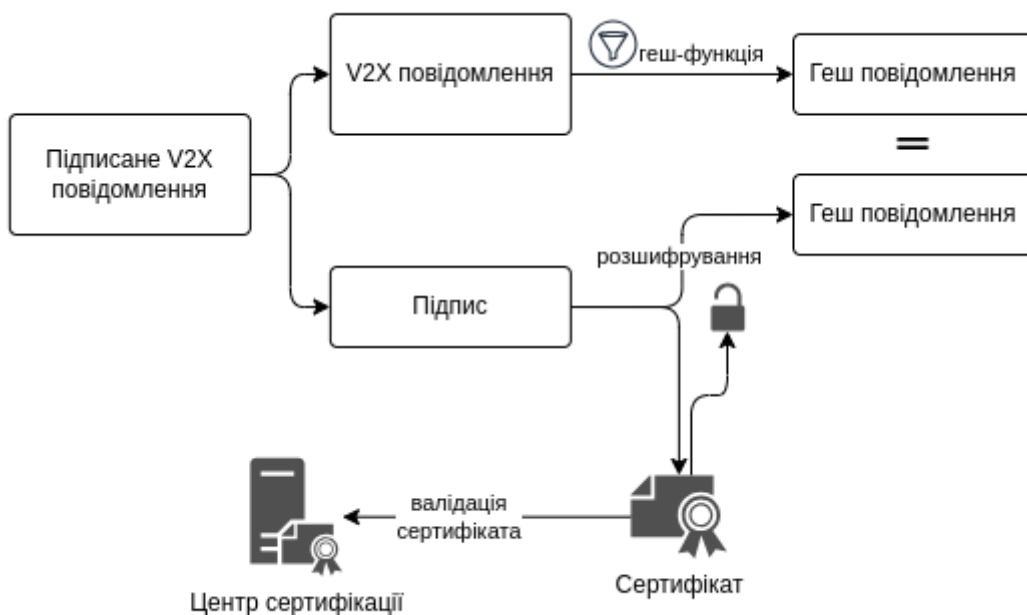 V2X повідомлення
геш-функція
Геш повідомлення
=
Підписане V2X
повідомлення
Геш повідомлення
розшифрування
Підпис
валідація
сертифіката
Сертифікат
Центр сертифікації